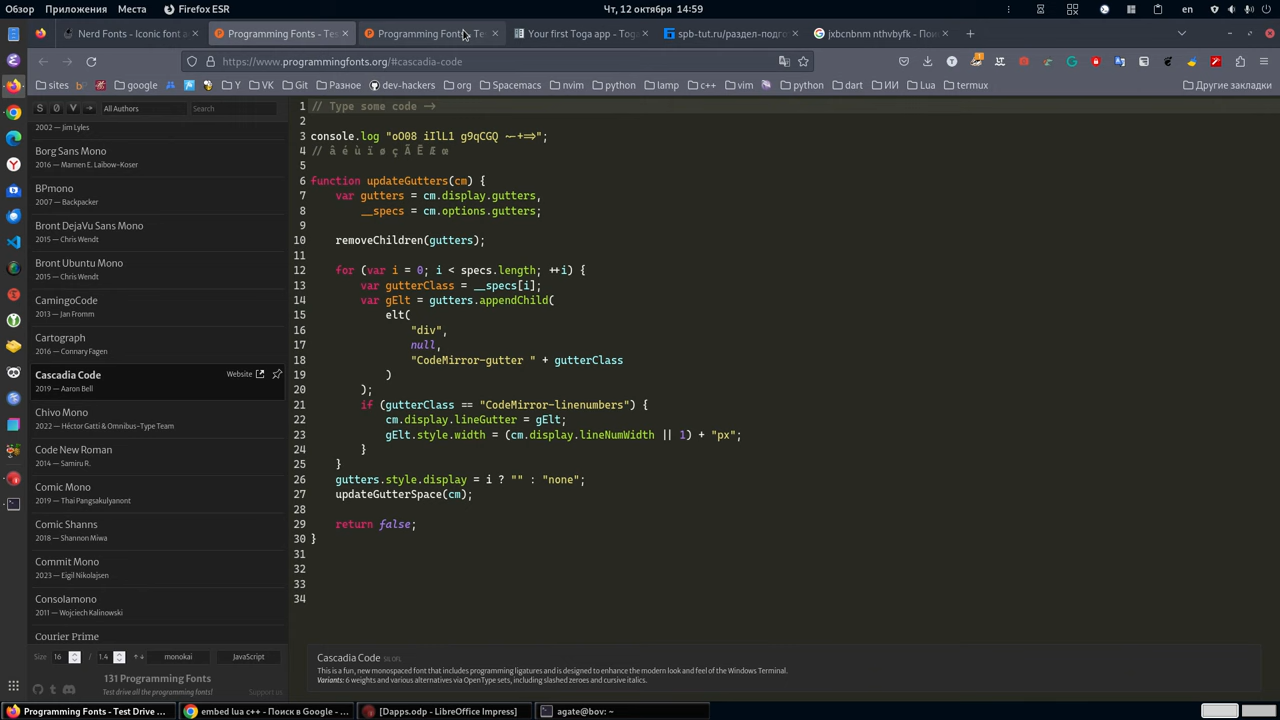 Обзор Места Firefox ESR Чт, 12 октября 14:59
Nerd Fonts - Iconic font a Programming Fonts - Tes Programming Fonts - Te Your first Toga app - Tog spb-tut.ru/раздел-подго jxbcnbnm nthvbyfk - Пои
https://www.programmingfonts.org/#cascadia-code
sites bu google Y VK Git Разное dev-hackers org Spacemacs nvim python lamp c++ vim python dart ИИ Lua termux Другие закладки
All Authors Search
2002 — Jim Lyles
Borg Sans Mono
2016 — Marnen E. Laibow-Koser
BPmono
2007 — Backpacker
Bront DejaVu Sans Mono
2015 — Chris Wendt
Bront Ubuntu Mono
2015 — Chris Wendt
CamingoCode
2013 — Jan Fromm
Cartograph
2016 — Connary Fagen
Cascadia Code Website
2019 — Aaron Bell
Chivo Mono
2022 — Héctor Gatti & Omnibus-Type Team
Code New Roman
2014 — Samiru R.
Comic Mono
2019 — Thai Pangsakulyanont
Comic Shanns
2018 — Shannon Miwa
Commit Mono
2023 — Eigil Nikolajsen
Consolamono
2011 — Wojciech Kalinowski
Courier Prime
Size 16 / 1.4 monokai JavaScript
131 Programming Fonts
Test drive all the programming fonts! Support us
1 // Type some code ->
2
3 console.log "oO08 iIlL1 g9qCGQ ~-+=>";
4 // â é ù ï ø ç Ã Ē Æ œ
5
6 function updateGutters(cm) {
7 var gutters = cm.display.gutters,
8 __specs = cm.options.gutters;
9
10 removeChildren(gutters);
11
12 for (var i = 0; i < specs.length; ++i) {
13 var gutterClass = __specs[i];
14 var gElt = gutters.appendChild(
15 elt(
16 "div",
17 null,
18 "CodeMirror-gutter " + gutterClass
19 )
20 );
21 if (gutterClass == "CodeMirror-linenumbers") {
22 cm.display.lineGutter = gElt;
23 gElt.style.width = (cm.display.lineNumWidth || 1) + "px";
24 }
25 }
26 gutters.style.display = i ? "" : "none";
27 updateGutterSpace(cm);
28
29 return false;
30 }
31
32
33
34
Cascadia Code SIL OFL
This is a fun, new monospaced font that includes programming ligatures and is designed to enhance the modern look and feel of the Windows Terminal.
Variants: 6 weights and various alternatives via OpenType sets, including slashed zeroes and cursive italics.
Programming Fonts - Test Drive … embed lua c++ - Поиск в Google - … [Dapps.odp - LibreOffice Impress] agate@bov: ~